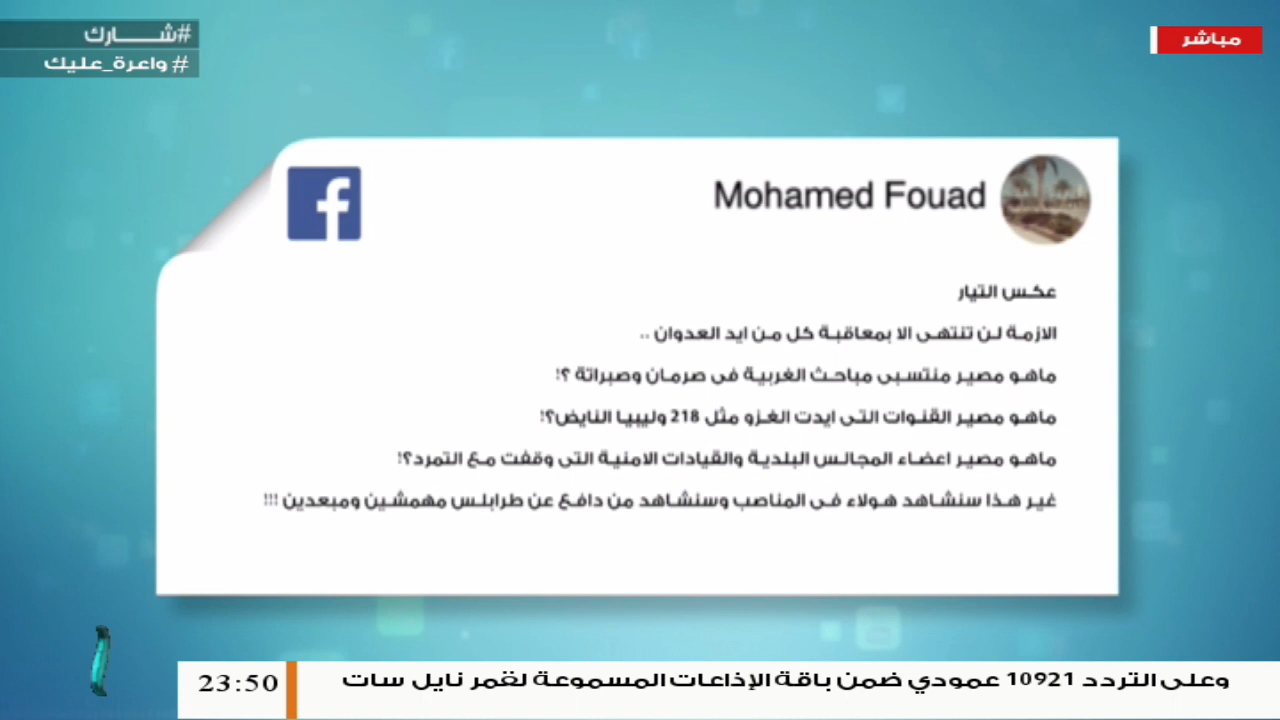 #شـــــارك
# واعرة_عليك
مباشر
Mohamed Fouad
عكس التيار
الازمة لن تنتهى الا بمعاقبة كل من ايد العدوان ..
ماهو مصير منتسبى مباحث الغربية فى صرمان وصبراتة ؟!
ماهو مصير القنوات التى ايدت الغزو مثل 218 وليبيا النايض؟!
ماهو مصير اعضاء المجالس البلدية والقيادات الامنية التى وقفت مع التمرد؟!
غير هذا سنشاهد هولاء فى المناصب وسنشاهد من دافع عن طرابلس مهمشين ومبعدين !!!
23:50
وعلى التردد 10921 عمودي ضمن باقة الإذاعات المسموعة لقمر نايل سات